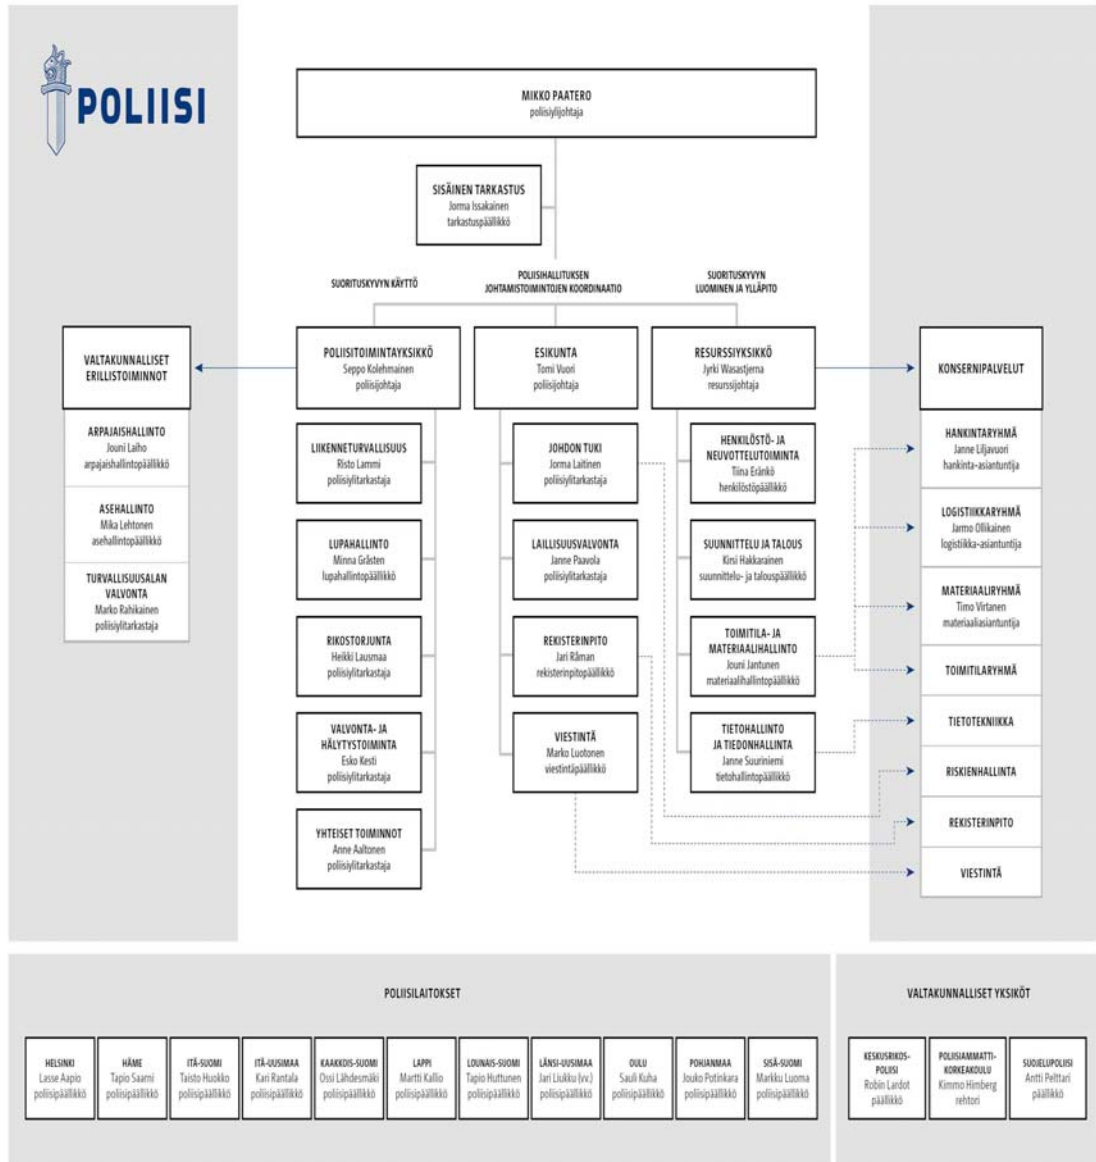 POLIISI
MIKKO PAATERO
poliisiylijohtaja
SISÄINEN TARKASTUS
Jorma Issakainen
tarkastuspäällikkö
SUORITUSKYVYN KÄYTTÖ
POLIISIHALLITUKSEN
JOHTAMISTOIMINTOJEN KOORDINAATIO
SUORITUSKYVYN
LUOMINEN JA YLLÄPITO
VALTAKUNNALLISET
ERILLISTOIMINNOT
ARPAJAISHALLINTO
Jouni Laiho
arpajaishallintopäällikkö
ASEHALLINTO
Mika Lehtonen
asehallintopäällikkö
TURVALLISUUSALAN
VALVONTA
Marko Rahikainen
poliisiylitarkastaja
POLIISITOIMINTAYKSIKKÖ
Seppo Kolehmainen
poliisijohtaja
LIIKENNETURVALLISUUS
Risto Lammi
poliisiylitarkastaja
LUPAHALLINTO
Minna Gråsten
lupahallintopäällikkö
RIKOSTORJUNTA
Heikki Lausmaa
poliisiylitarkastaja
VALVONTA- JA
HÄLYTYSTOIMINTA
Esko Kesti
poliisiylitarkastaja
YHTEISET TOIMINNOT
Anne Aaltonen
poliisiylitarkastaja
ESIKUNTA
Tomi Vuori
poliisijohtaja
JOHDON TUKI
Jorma Laitinen
poliisiylitarkastaja
LAILLISUUSVALVONTA
Janne Paavola
poliisiylitarkastaja
REKISTERINPITO
Jari Råman
rekisterinpitopäällikkö
VIESTINTÄ
Marko Luotonen
viestintäpäällikkö
RESURSSIYKSIKKÖ
Jyrki Wasastjerna
resurssijohtaja
HENKILÖSTÖ- JA
NEUVOTTELUTOIMINTA
Tiina Eränkö
henkilöstöpäällikkö
SUUNNITTELU JA TALOUS
Kirsi Hakkarainen
suunnittelu- ja talouspäällikkö
TOIMITILA- JA
MATERIAALIHALLINTO
Jouni Jantunen
materiaalihallintopäällikkö
TIETOHALLINTO
JA TIEDONHALLINTA
Janne Suuriniemi
tietohallintopäällikkö
KONSERNIPALVELUT
HANKINTARYHMÄ
Janne Liljavuori
hankinta-asiantuntija
LOGISTIIKKARYHMÄ
Jarmo Ollikainen
logistiikka-asiantuntija
MATERIAALIRYHMÄ
Timo Virtanen
materiaaliasiantuntija
TOIMITILARYHMÄ
TIETOTEKNIIKKA
RISKIENHALLINTA
REKISTERINPITO
VIESTINTÄ
POLIISILAITOKSET
HELSINKI
Lasse Aapio
poliisipäällikkö
HÄME
Tapio Saarni
poliisipäällikkö
ITÄ-SUOMI
Taisto Huokko
poliisipäällikkö
ITÄ-UUSIMAA
Kari Rantala
poliisipäällikkö
KAAKKOIS-SUOMI
Ossi Lähdesmäki
poliisipäällikkö
LAPPI
Martti Kallio
poliisipäällikkö
LOUNAIS-SUOMI
Tapio Huttunen
poliisipäällikkö
LÄNSI-UUSIMAA
Jari Liukku (vv.)
poliisipäällikkö
OULU
Sauli Kuha
poliisipäällikkö
POHJANMAA
Jouko Potinkara
poliisipäällikkö
SISÄ-SUOMI
Markku Luoma
poliisipäällikkö
VALTAKUNNALLISET YKSIKÖT
KESKUSRIKOS-
POLIISI
Robin Lardot
päällikkö
POLIISIAMMATTI-
KORKEAKOULU
Kimmo Himberg
rehtori
SUOJELUPOLIISI
Antti Pelttari
päällikkö